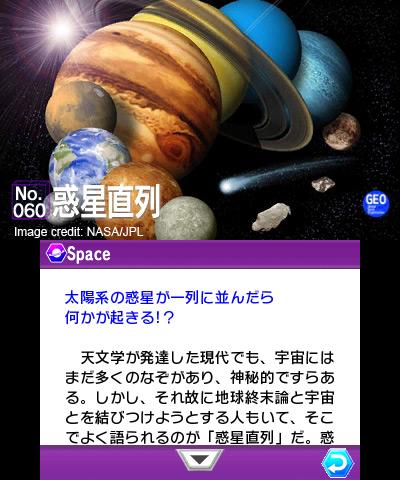 No.
060 惑星直列
Image credit: NASA/JPL
GEO
Space
太陽系の惑星が一列に並んだら
何かが起きる!?
天文学が発達した現代でも、宇宙には
まだ多くのなぞがあり、神秘的ですらあ
る。しかし、それ故に地球終末論と宇宙
とを結びつけようとする人もいて、そこ
でよく語られるのが「惑星直列」だ。惑